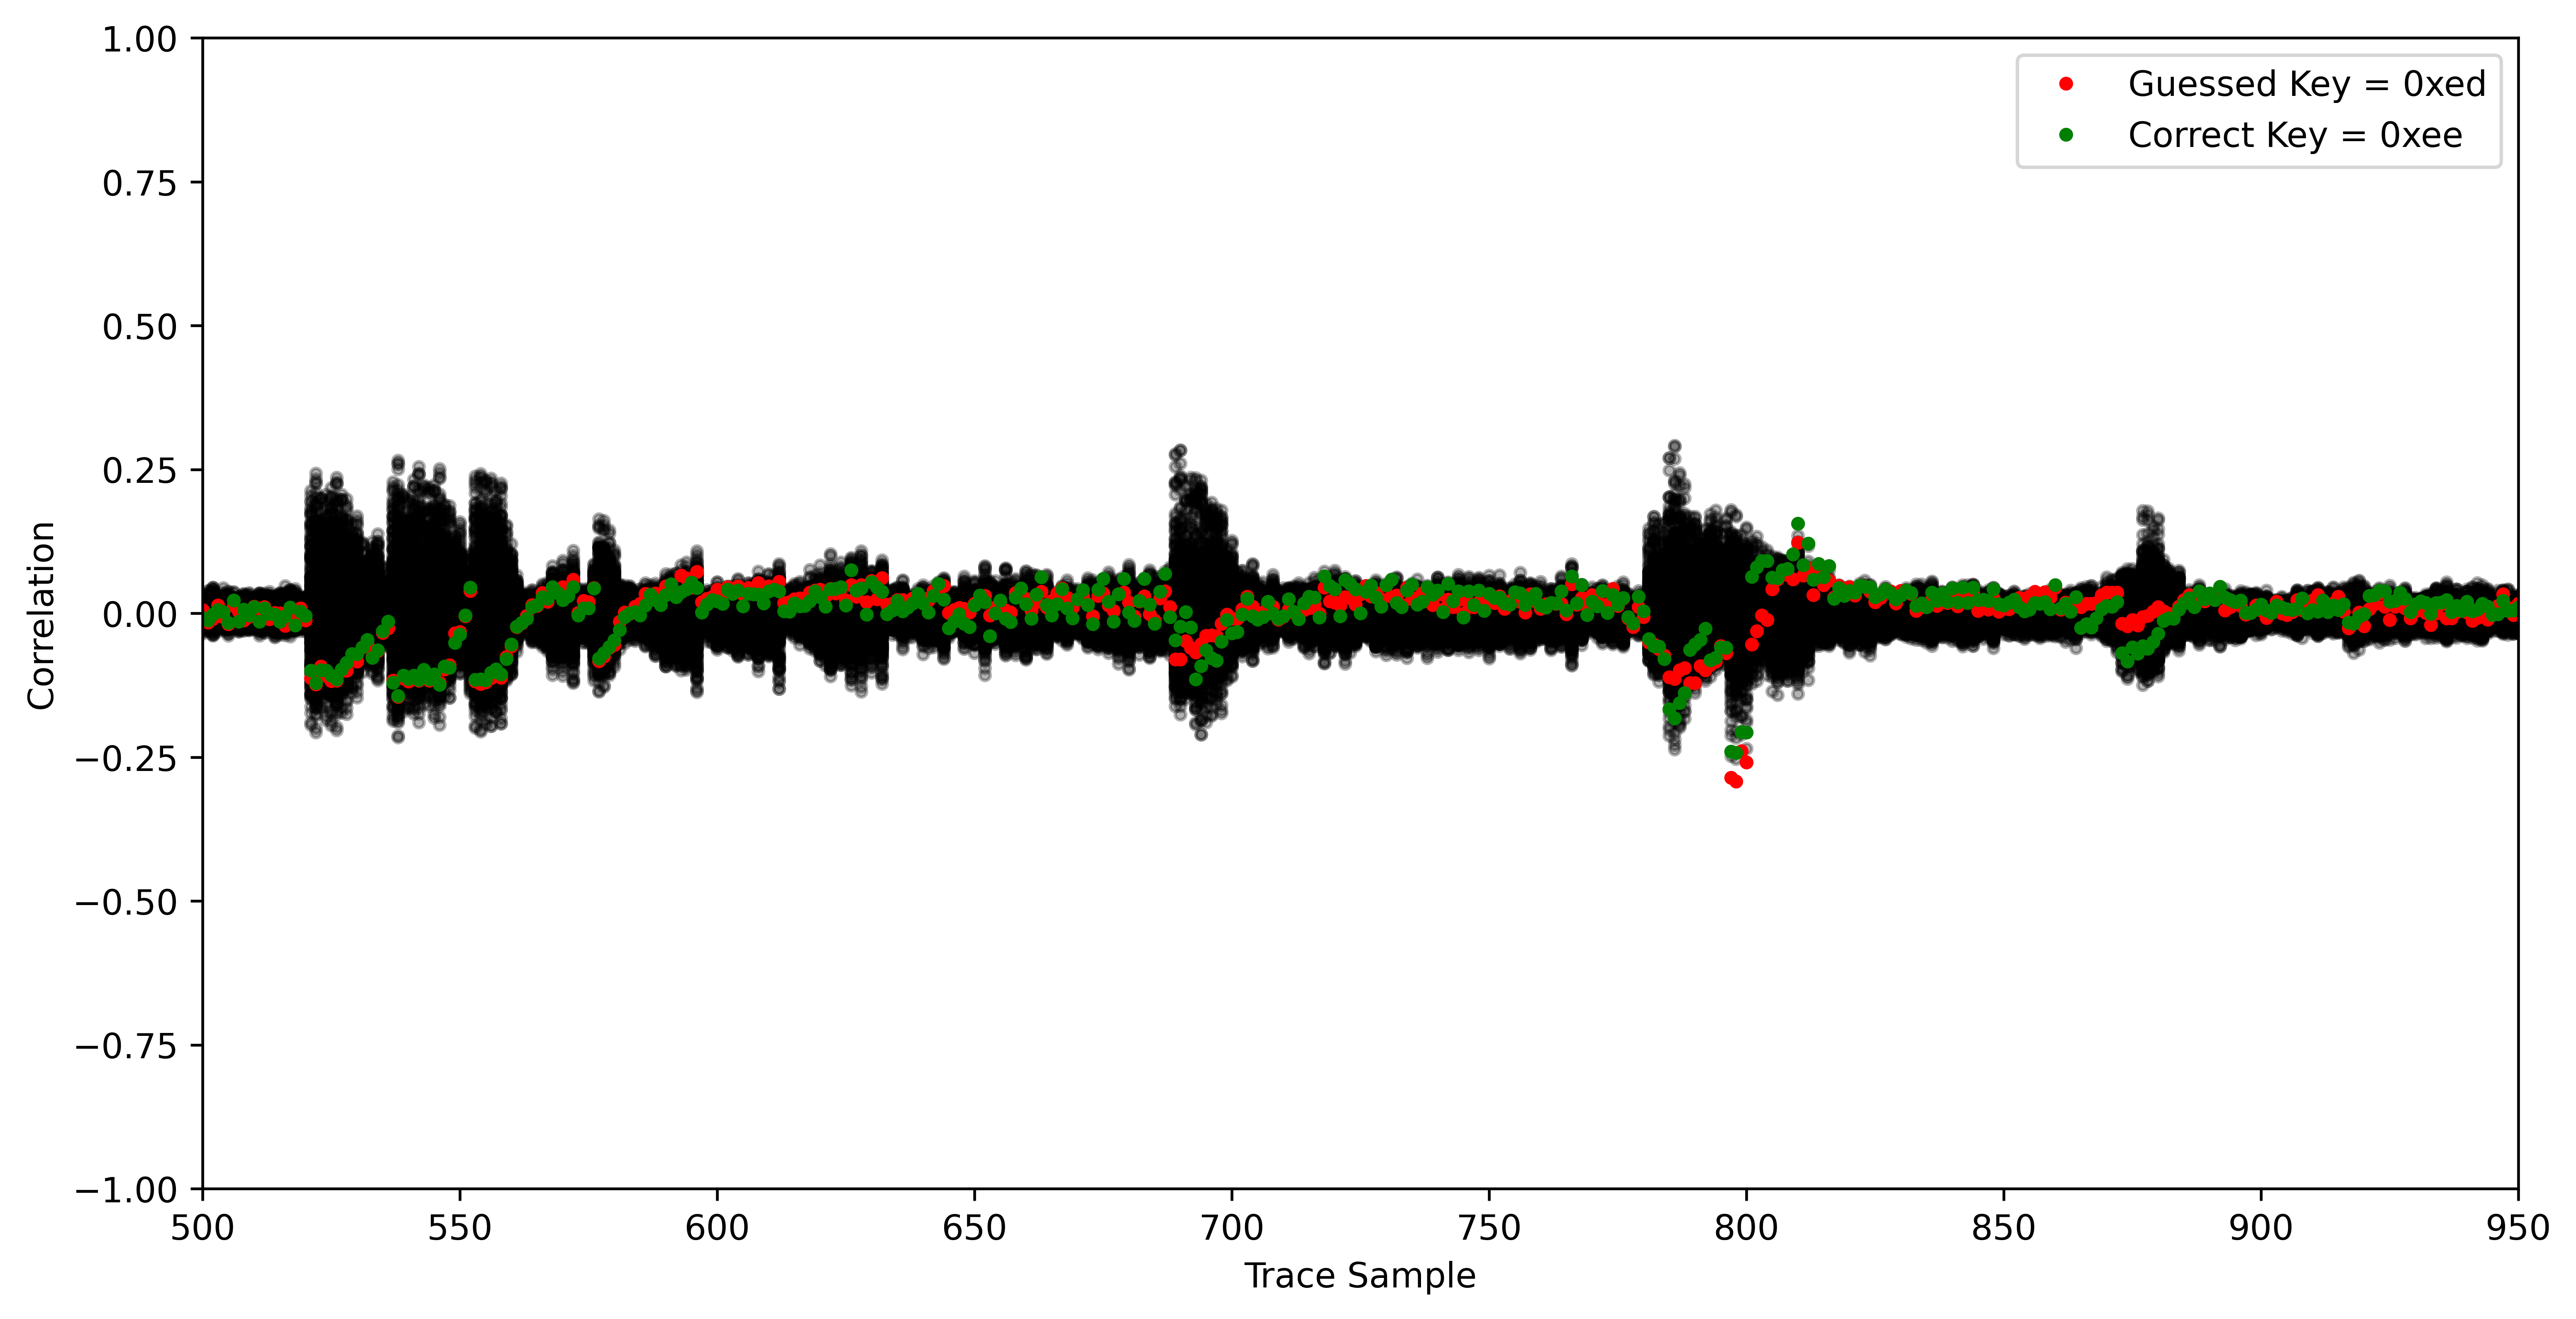 1.00
0.75
0.50
0.25
0.00
−0.25
−0.50
−0.75
−1.00
Correlation
Guessed Key = 0xed
Correct Key = 0xee
500 550 600 650 700 750 800 850 900 950
Trace Sample